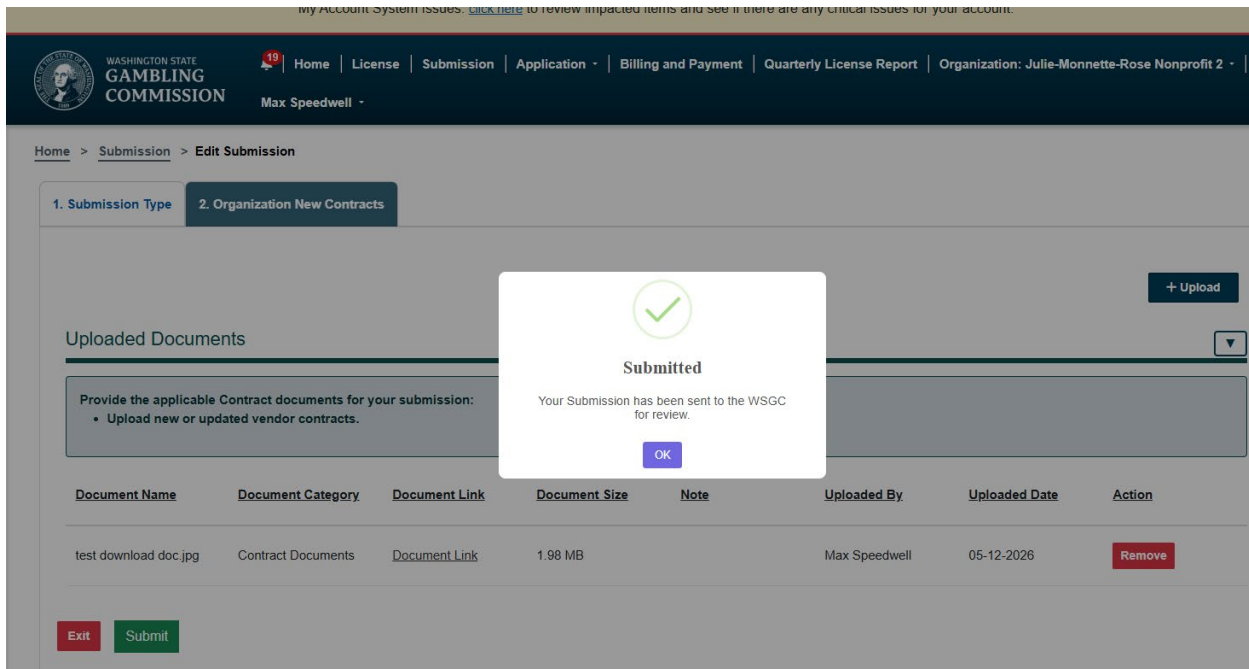 My Account System Issues: click here to review impacted items and see if there are any critical issues for your account.
WASHINGTON STATE
GAMBLING
COMMISSION
19
Home | License | Submission | Application | Billing and Payment | Quarterly License Report | Organization: Julie-Monnette-Rose Nonprofit 2
Max Speedwell
Home > Submission > Edit Submission
1. Submission Type
2. Organization New Contracts
+ Upload
Uploaded Documents
Provide the applicable Contract documents for your submission:
• Upload new or updated vendor contracts.
Submitted
Your Submission has been sent to the WSGC
for review.
OK
Document Name Document Category Document Link Document Size Note Uploaded By Uploaded Date Action
test download doc.jpg Contract Documents Document Link 1.98 MB Max Speedwell 05-12-2026 Remove
Exit Submit